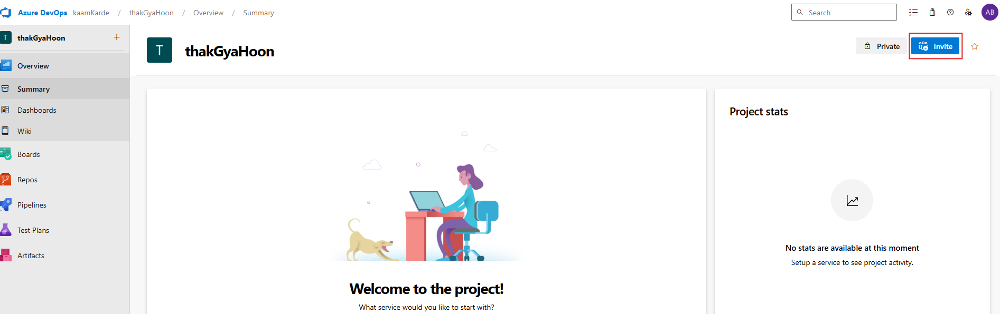 Azure DevOps kaamKarde / thakGyaHoon / Overview / Summary
Search
AB
T thakGyaHoon +
T thakGyaHoon
Private
Invite
Overview
Summary
Dashboards
Wiki
Boards
Repos
Pipelines
Test Plans
Artifacts
Welcome to the project!
What service would you like to start with?
Project stats
No stats are available at this moment
Setup a service to see project activity.